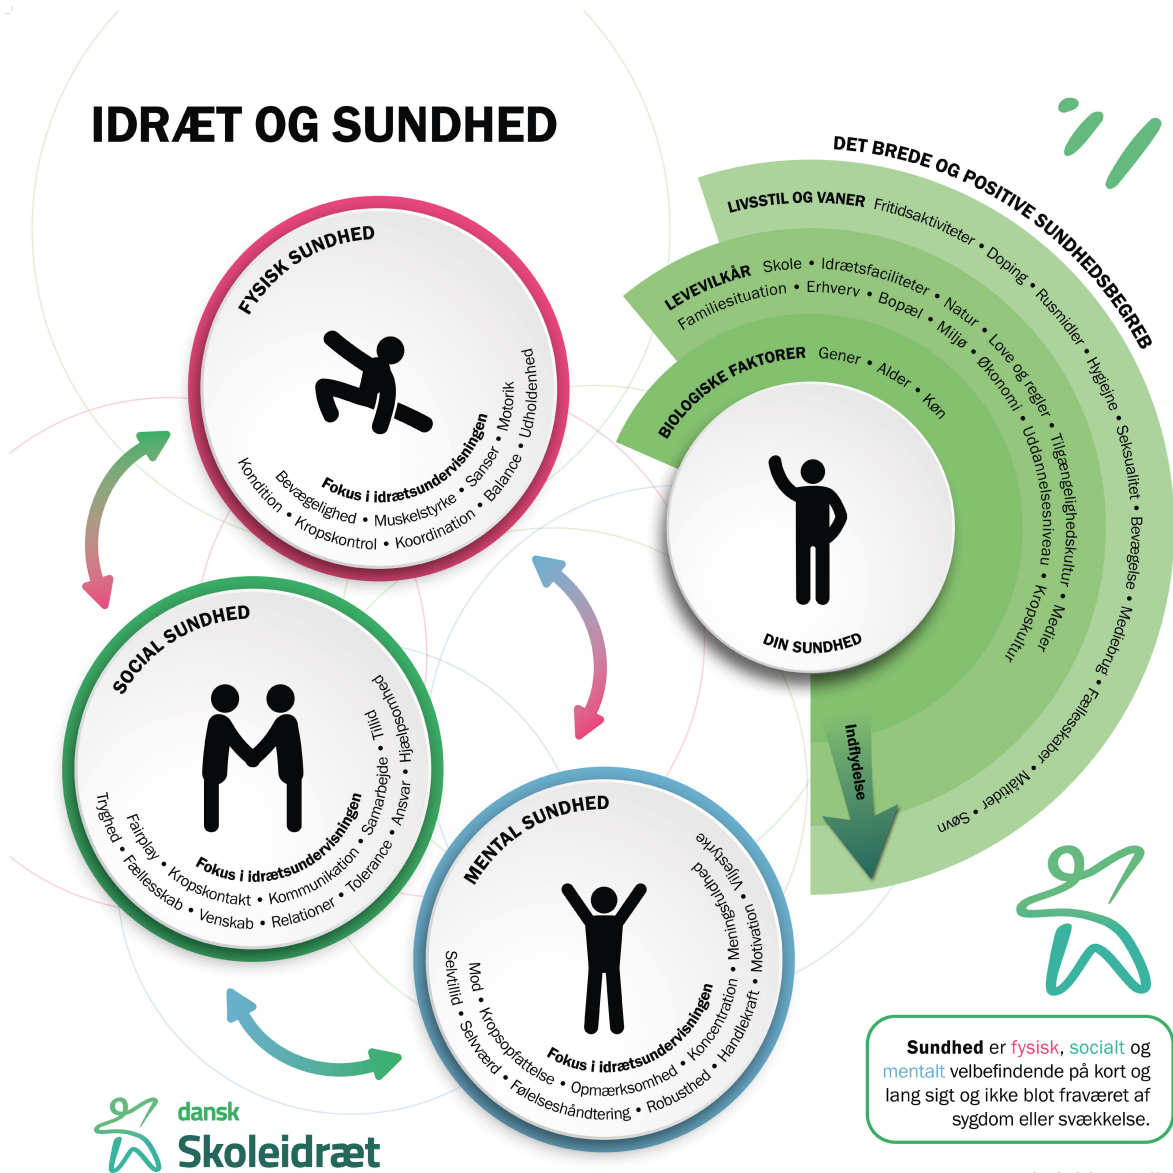 IDRÆT OG SUNDHED
FYSISK SUNDHED
Fokus i idrætsundervisningen
Bevægelighed • Muskelstyrke • Sanser • Motorik
Kondition • Kropskontrol • Koordination • Balance • Udholdenhed
SOCIAL SUNDHED
Fokus i idrætsundervisningen
Fairplay • Kropskontakt • Kommunikation • Samarbejde • Tillid
Tryghed • Fællesskab • Venskab • Relationer • Tolerance • Ansvar • Hjælpsomhed
MENTAL SUNDHED
Fokus i idrætsundervisningen
Mod • Kropsopfattelse • Opmærksomhed • Koncentration • Meningsfuldhed
Selvtillid • Selvværd • Følelseshåndtering • Robusthed • Handlekraft • Motivation • Viljestyrke
DET BREDE OG POSITIVE SUNDHEDSBEGREB
LIVSSTIL OG VANER Fritidsaktiviteter • Doping • Rusmidler • Hygiejne • Seksualitet • Bevægelse • Mediebrug • Fællesskaber • Måltider • Søvn
LEVEVILKÅR Skole • Idrætsfaciliteter • Natur • Love og regler • Tilgængelighedskultur • Medier
Familiesituation • Erhverv • Bopæl • Miljø • Økonomi • Uddannelsesniveau • Kropskultur
BIOLOGISKE FAKTORER Gener • Alder • Køn
DIN SUNDHED
Indflydelse
Sundhed er fysisk, socialt og
mentalt velbefindende på kort og
lang sigt og ikke blot fraværet af
sygdom eller svækkelse.
dansk
Skoleidræt